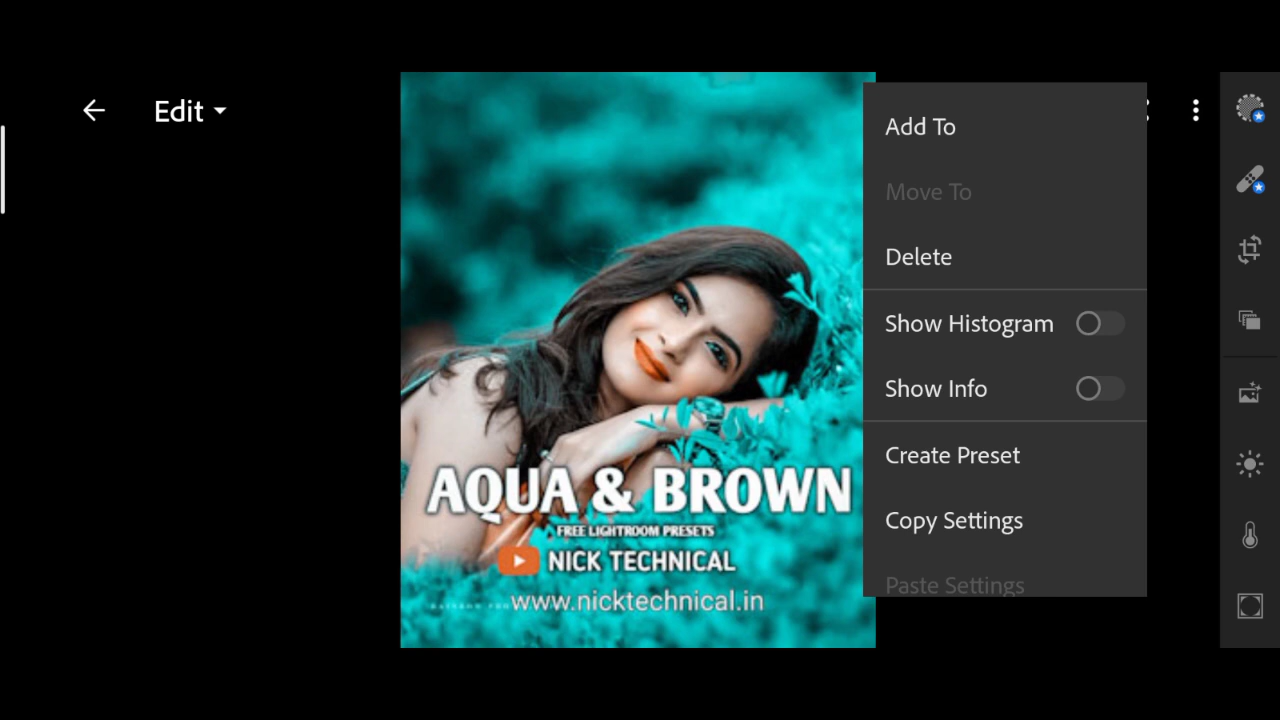 Edit
Add To
Move To
Delete
Show Histogram
Show Info
Create Preset
Copy Settings
Paste Settings
AQUA & BROWN
FREE LIGHTROOM PRESETS
NICK TECHNICAL
www.nicktechnical.in